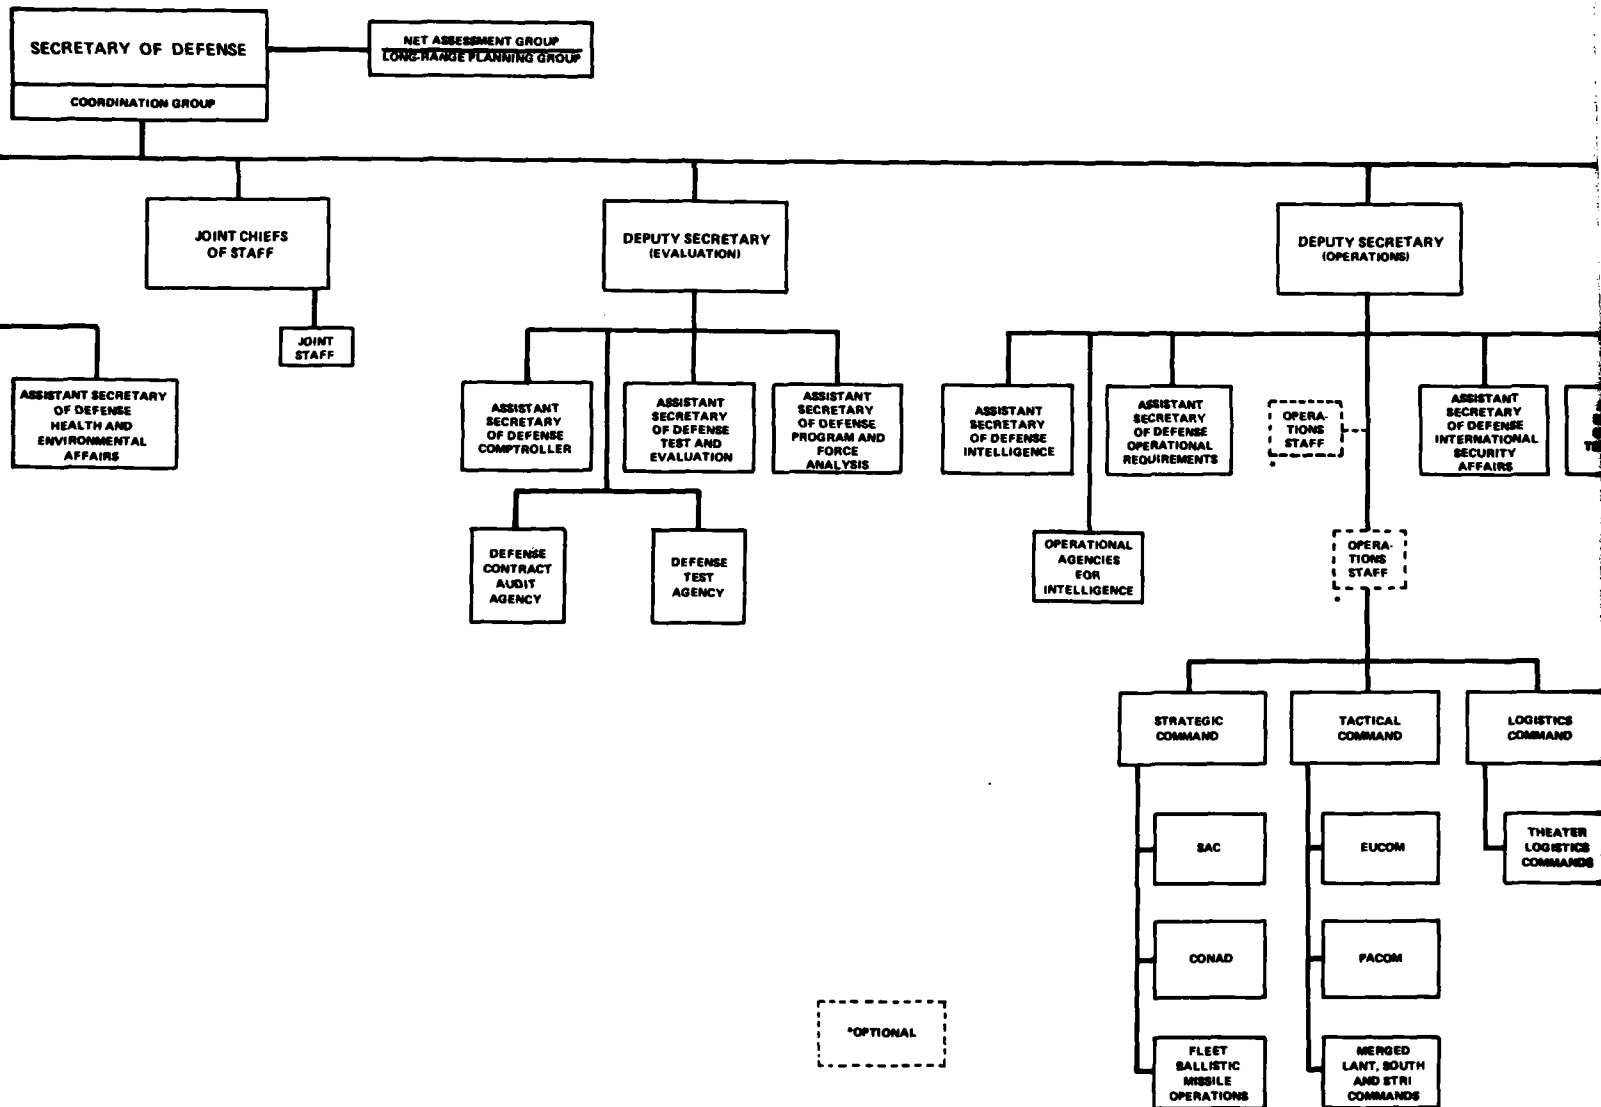 SECRETARY OF DEFENSE
COORDINATION GROUP
NET ASSESSMENT GROUP
LONG-RANGE PLANNING GROUP
JOINT CHIEFS
OF STAFF
JOINT
STAFF
DEPUTY SECRETARY
(EVALUATION)
DEPUTY SECRETARY
(OPERATIONS)
ASSISTANT SECRETARY
OF DEFENSE
HEALTH AND
ENVIRONMENTAL
AFFAIRS
ASSISTANT
SECRETARY
OF DEFENSE
COMPTROLLER
ASSISTANT
SECRETARY
OF DEFENSE
TEST AND
EVALUATION
ASSISTANT
SECRETARY
OF DEFENSE
PROGRAM AND
FORCE
ANALYSIS
ASSISTANT
SECRETARY
OF DEFENSE
INTELLIGENCE
ASSISTANT
SECRETARY
OF DEFENSE
OPERATIONAL
REQUIREMENTS
OPERA-
TIONS
STAFF
*
ASSISTANT
SECRETARY
OF DEFENSE
INTERNATIONAL
SECURITY
AFFAIRS
DEFENSE
CONTRACT
AUDIT
AGENCY
DEFENSE
TEST
AGENCY
OPERATIONAL
AGENCIES
FOR
INTELLIGENCE
OPERA-
TIONS
STAFF
*
STRATEGIC
COMMAND
TACTICAL
COMMAND
LOGISTICS
COMMAND
SAC
EUCOM
THEATER
LOGISTICS
COMMANDS
CONAD
PACOM
FLEET
BALLISTIC
MISSILE
OPERATIONS
MERGED
LANT, SOUTH
AND STRI
COMMANDS
*OPTIONAL